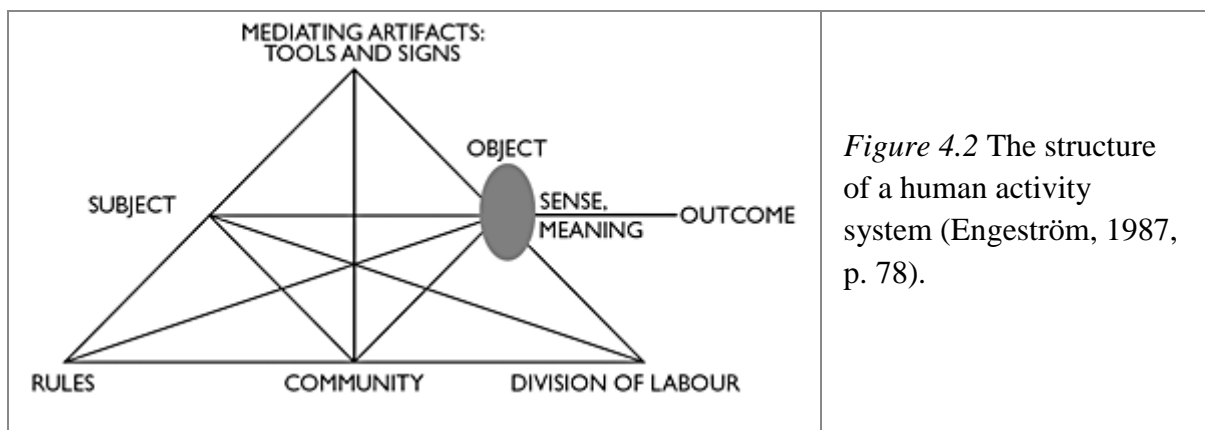 MEDIATING ARTIFACTS:
TOOLS AND SIGNS
OBJECT
SUBJECT
SENSE,
MEANING
OUTCOME
RULES
COMMUNITY
DIVISION OF LABOUR
Figure 4.2 The structure
of a human activity
system (Engeström, 1987,
p. 78).